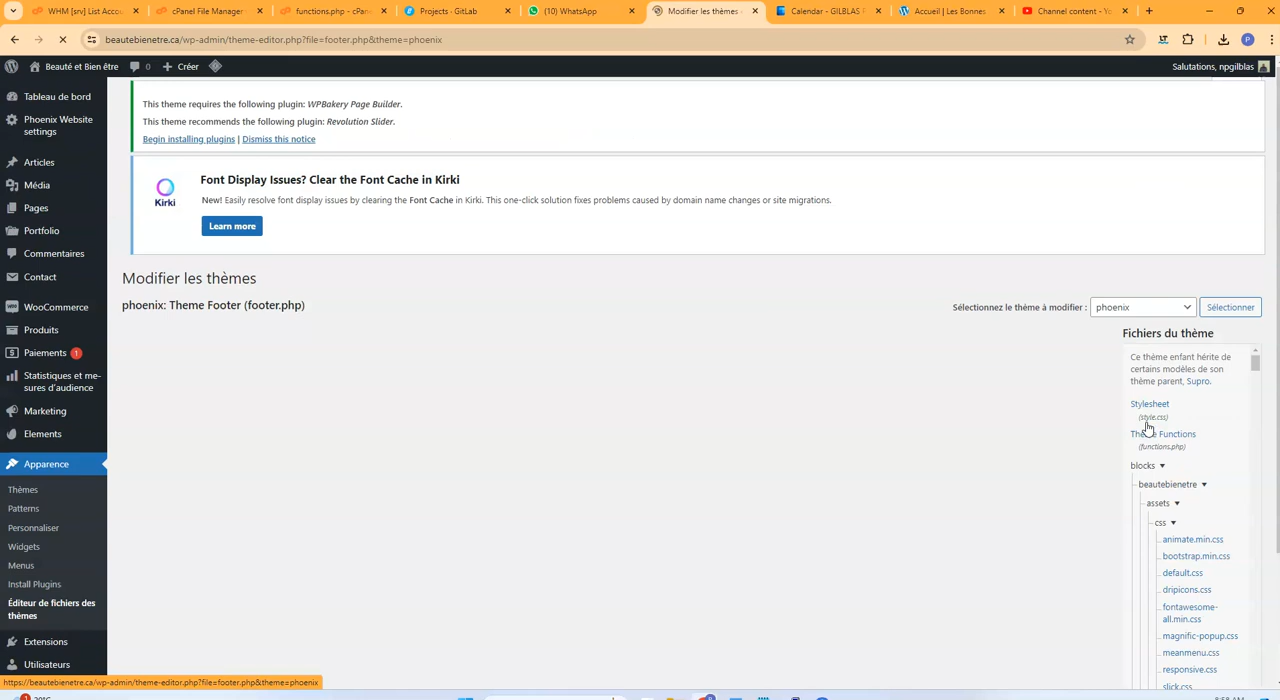 WHM [srv] List Accou
cPanel File Manager
functions.php – cPane
Projects · GitLab
(10) WhatsApp
Modifier les thèmes
Calendar - GILBLAS P
Accueil | Les Bonnes
Channel content - Yo
beautebienetre.ca/wp-admin/theme-editor.php?file=footer.php&theme=phoenix
Beauté et Bien être
0
Créer
Salutations, npgilblas
Tableau de bord
Phoenix Website
settings
Articles
Média
Pages
Portfolio
Commentaires
Contact
WooCommerce
Produits
Paiements 1
Statistiques et me-
sures d'audience
Marketing
Elements
Apparence
Thèmes
Patterns
Personnaliser
Widgets
Menus
Install Plugins
Éditeur de fichiers des
thèmes
Extensions
Utilisateurs
This theme requires the following plugin: WPBakery Page Builder.
This theme recommends the following plugin: Revolution Slider.
Begin installing plugins | Dismiss this notice
Kirki
Font Display Issues? Clear the Font Cache in Kirki
New! Easily resolve font display issues by clearing the Font Cache in Kirki. This one-click solution fixes problems caused by domain name changes or site migrations.
Learn more
Modifier les thèmes
phoenix: Theme Footer (footer.php)
Sélectionnez le thème à modifier :
phoenix
Sélectionner
Fichiers du thème
Ce thème enfant hérite de
certains modèles de son
thème parent, Supro.
Stylesheet
(style.css)
Theme Functions
(functions.php)
blocks
beautebienetre
assets
css
animate.min.css
bootstrap.min.css
default.css
dripicons.css
fontawesome-
all.min.css
magnific-popup.css
meanmenu.css
responsive.css
slick.css
https://beautebienetre.ca/wp-admin/theme-editor.php?file=footer.php&theme=phoenix